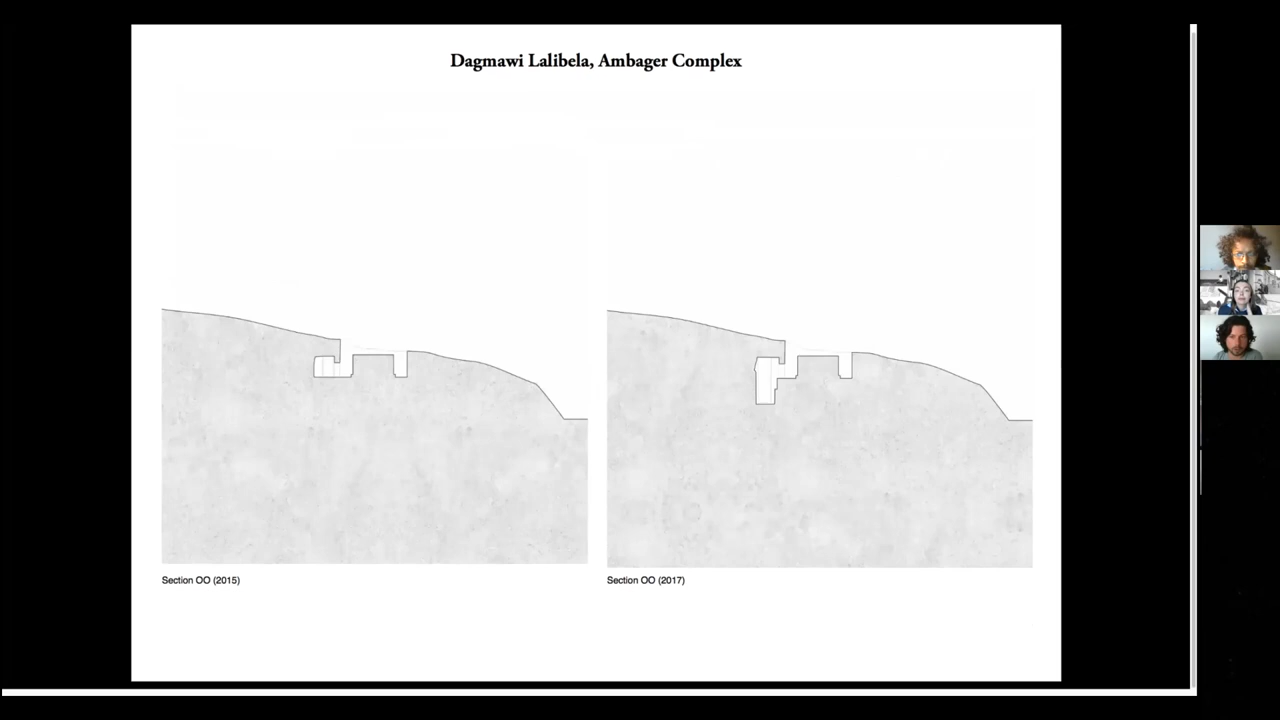 Dagmawi Lalibela, Ambager Complex
Section OO (2015)
Section OO (2017)